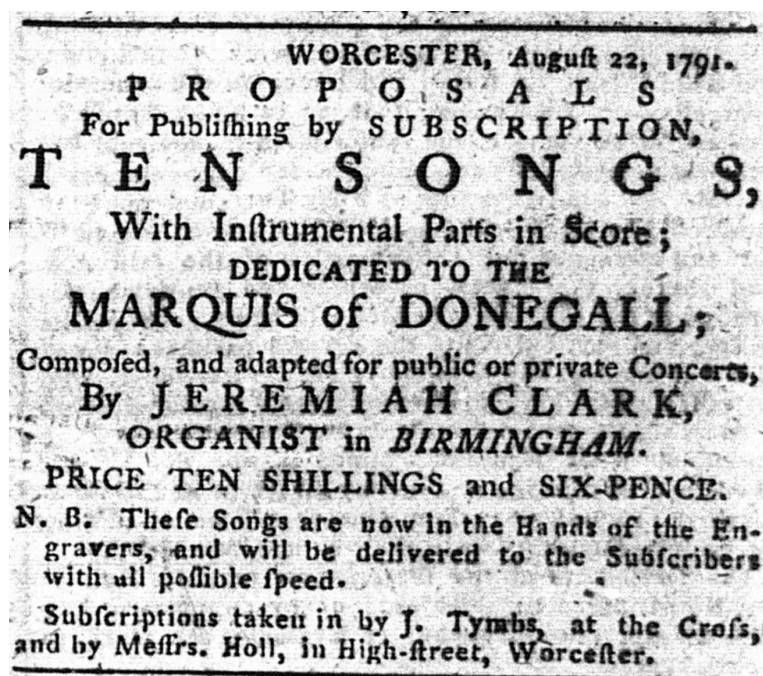 WORCESTER, Auguſt 22, 1791.
PROPOSALS
For Publiſhing by SUBSCRIPTION,
TEN SONGS,
With Inſtrumental Parts in Score;
DEDICATED TO THE
MARQUIS of DONEGALL;
Compoſed, and adapted for public or private Concerts,
By JEREMIAH CLARK,
ORGANIST in BIRMINGHAM.
PRICE TEN SHILLINGS and SIX-PENCE.
N. B. Theſe Songs are now in the Hands of the En-
gravers, and will be delivered to the Subſcribers
with all poſſible ſpeed.
Subſcriptions taken in by J. Tymbs, at the Croſs,
and by Meſſrs. Holl, in High-ſtreet, Worceſter.